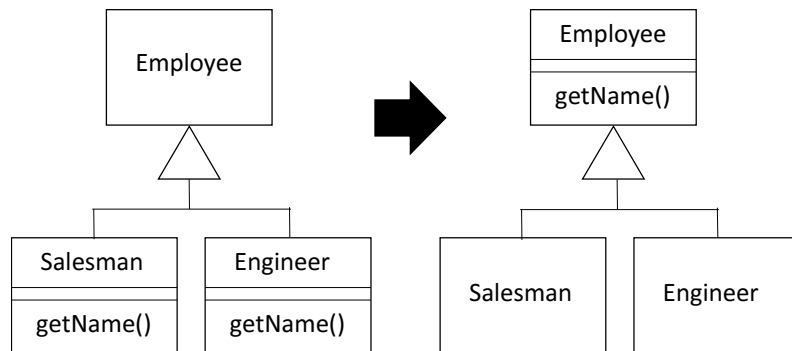 Employee
Salesman
getName()
Engineer
getName()
Employee
getName()
Salesman
Engineer